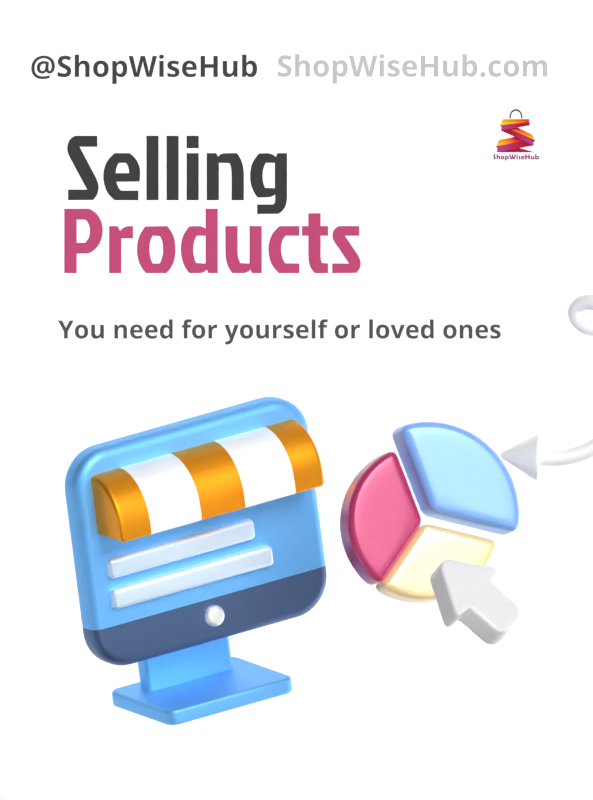 @ShopWiseHub ShopWiseHub.com
ShopWiseHub
Selling
Products
You need for yourself or loved ones